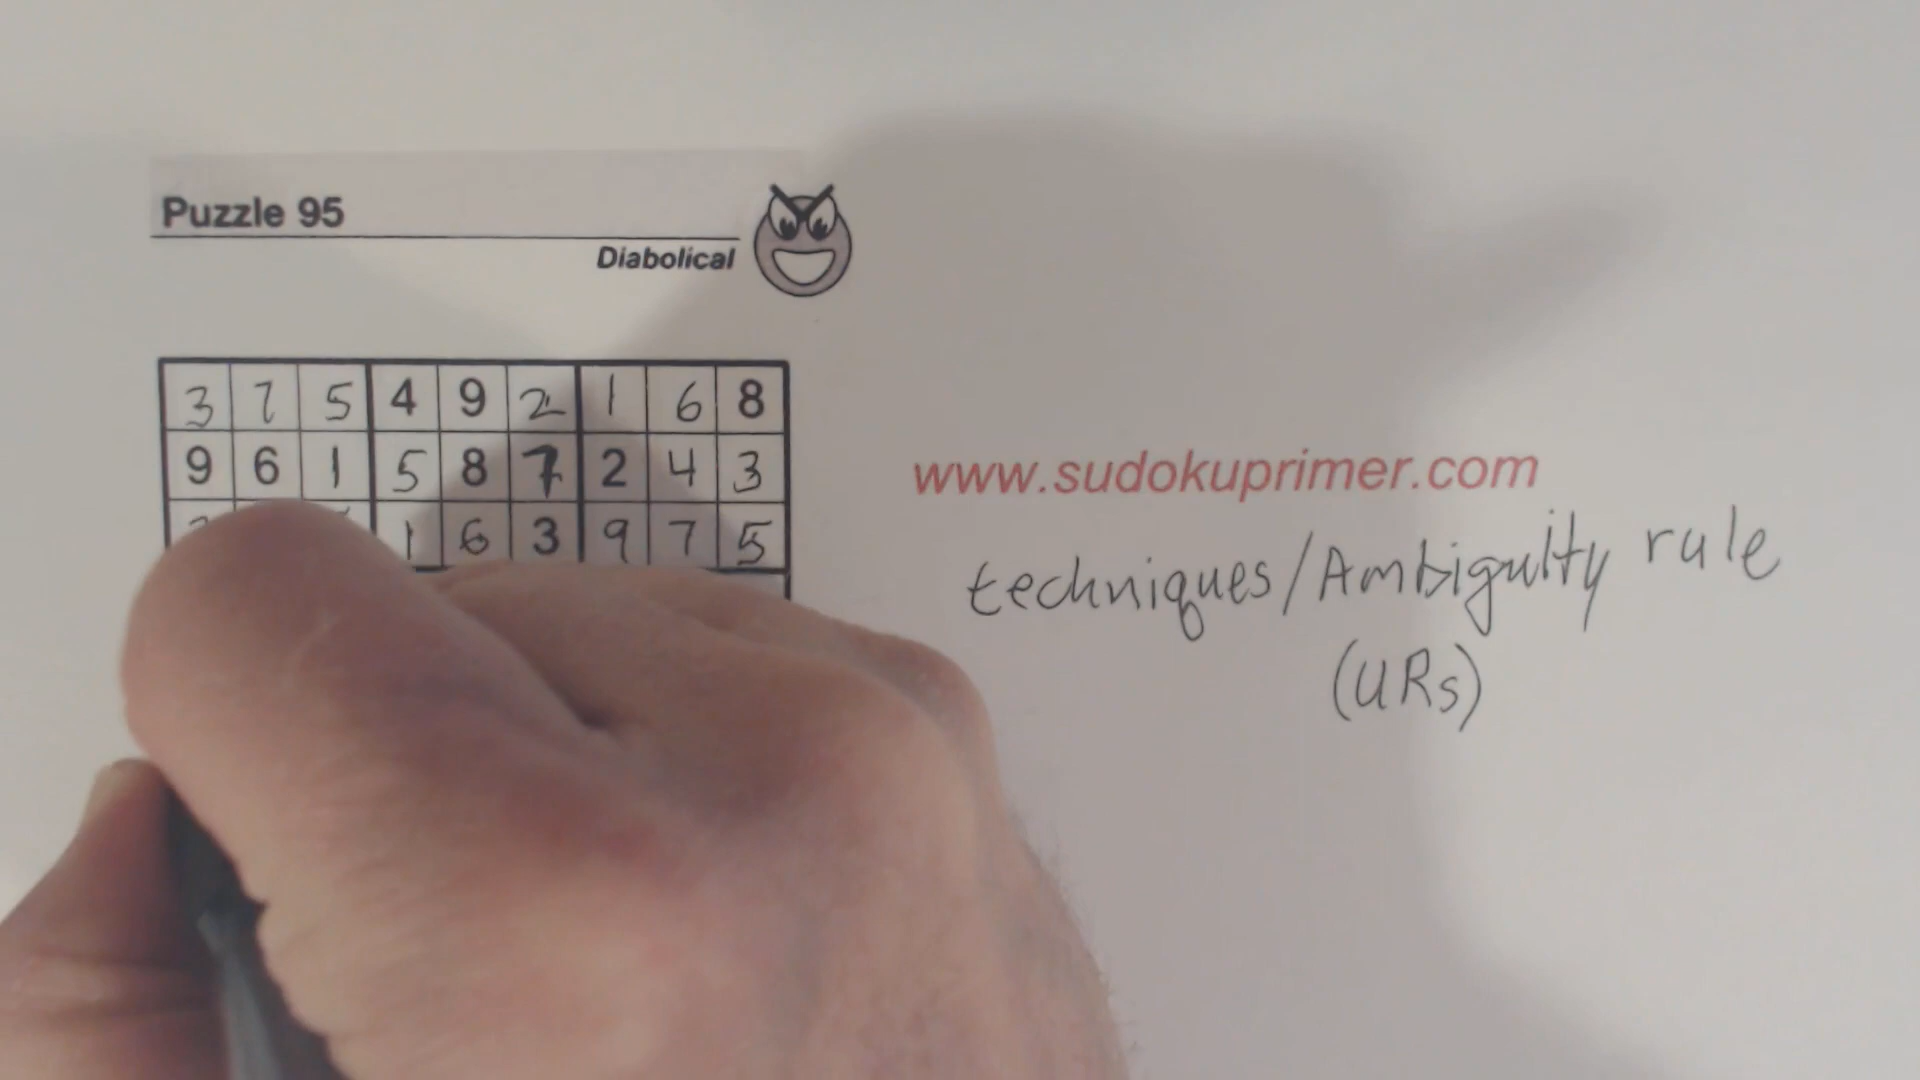 Puzzle 95
Diabolical
3 7 5 4 9 2 1 6 8
9 6 1 5 8 7 2 4 3
1 6 3 9 7 5
www.sudokuprimer.com
techniques/Ambiguity rule
(URs)